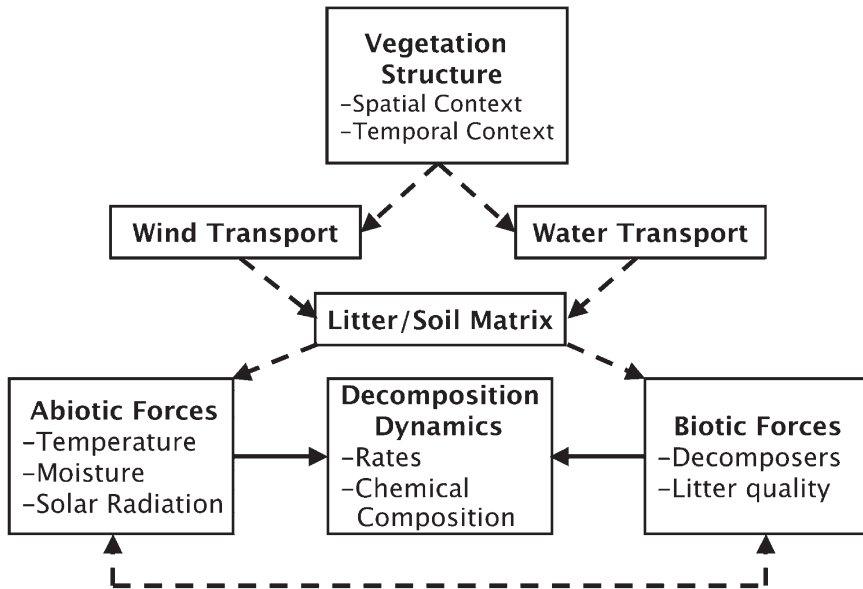 Vegetation
Structure
–Spatial Context
–Temporal Context
Wind Transport
Water Transport
Litter/Soil Matrix
Abiotic Forces
–Temperature
–Moisture
–Solar Radiation
Decomposition
Dynamics
–Rates
–Chemical
Composition
Biotic Forces
–Decomposers
–Litter quality